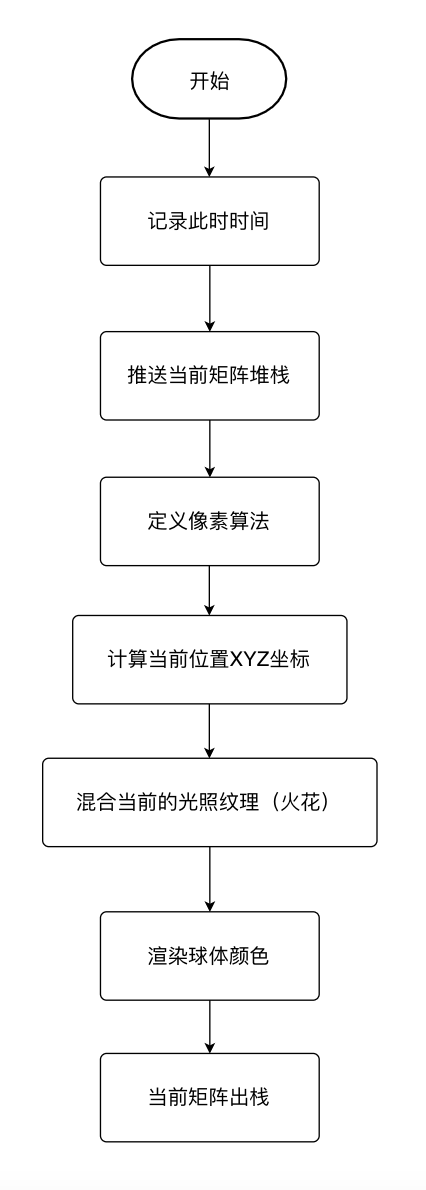 开始
记录此时时间
推送当前矩阵堆栈
定义像素算法
计算当前位置XYZ坐标
混合当前的光照纹理（火花）
渲染球体颜色
当前矩阵出栈